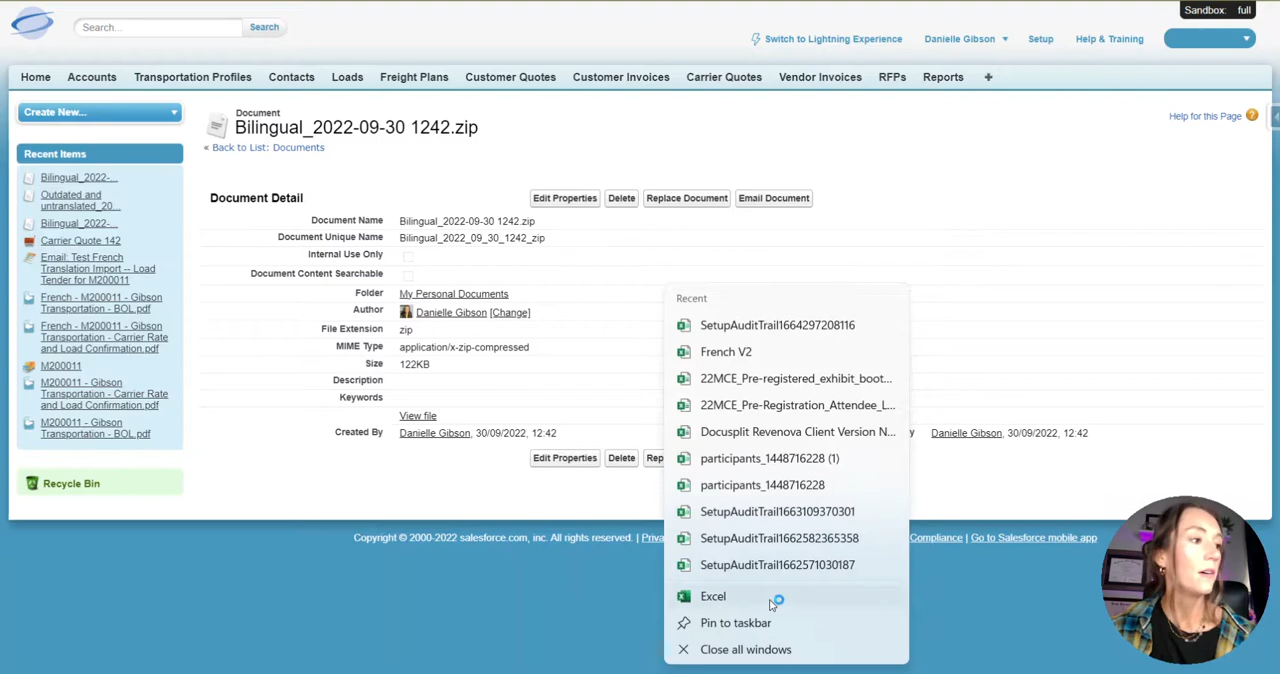 Sandbox: full
Search...
Search
Switch to Lightning Experience
Danielle Gibson
Setup
Help & Training
Home
Accounts
Transportation Profiles
Contacts
Loads
Freight Plans
Customer Quotes
Customer Invoices
Carrier Quotes
Vendor Invoices
RFPs
Reports
Create New...
Recent Items
Bilingual_2022-...
Outdated and
untranslated_20...
Bilingual_2022-...
Carrier Quote 142
Email: Test French
Translation Import -- Load
Tender for M200011
French - M200011 - Gibson
Transportation - BOL.pdf
French - M200011 - Gibson
Transportation - Carrier Rate
and Load Confirmation.pdf
M200011
M200011 - Gibson
Transportation - Carrier Rate
and Load Confirmation.pdf
M200011 - Gibson
Transportation - BOL.pdf
Recycle Bin
Document
Bilingual_2022-09-30 1242.zip
« Back to List: Documents
Help for this Page
Document Detail
Edit Properties
Delete
Replace Document
Email Document
Document Name Bilingual_2022-09-30 1242.zip
Document Unique Name Bilingual_2022_09_30_1242_zip
Internal Use Only
Document Content Searchable
Folder My Personal Documents
Author Danielle Gibson [Change]
File Extension zip
MIME Type application/x-zip-compressed
Size 122KB
Description
Keywords
View file
Created By Danielle Gibson, 30/09/2022, 12:42
y Danielle Gibson, 30/09/2022, 12:42
Edit Properties
Delete
Rep
Recent
SetupAuditTrail1664297208116
French V2
22MCE_Pre-registered_exhibit_boot...
22MCE_Pre-Registration_Attendee_L...
Docusplit Revenova Client Version N...
participants_1448716228 (1)
participants_1448716228
SetupAuditTrail1663109370301
SetupAuditTrail1662582365358
SetupAuditTrail1662571030187
Excel
Pin to taskbar
Close all windows
Copyright © 2000-2022 salesforce.com, inc. All rights reserved. | Priva
Compliance | Go to Salesforce mobile app